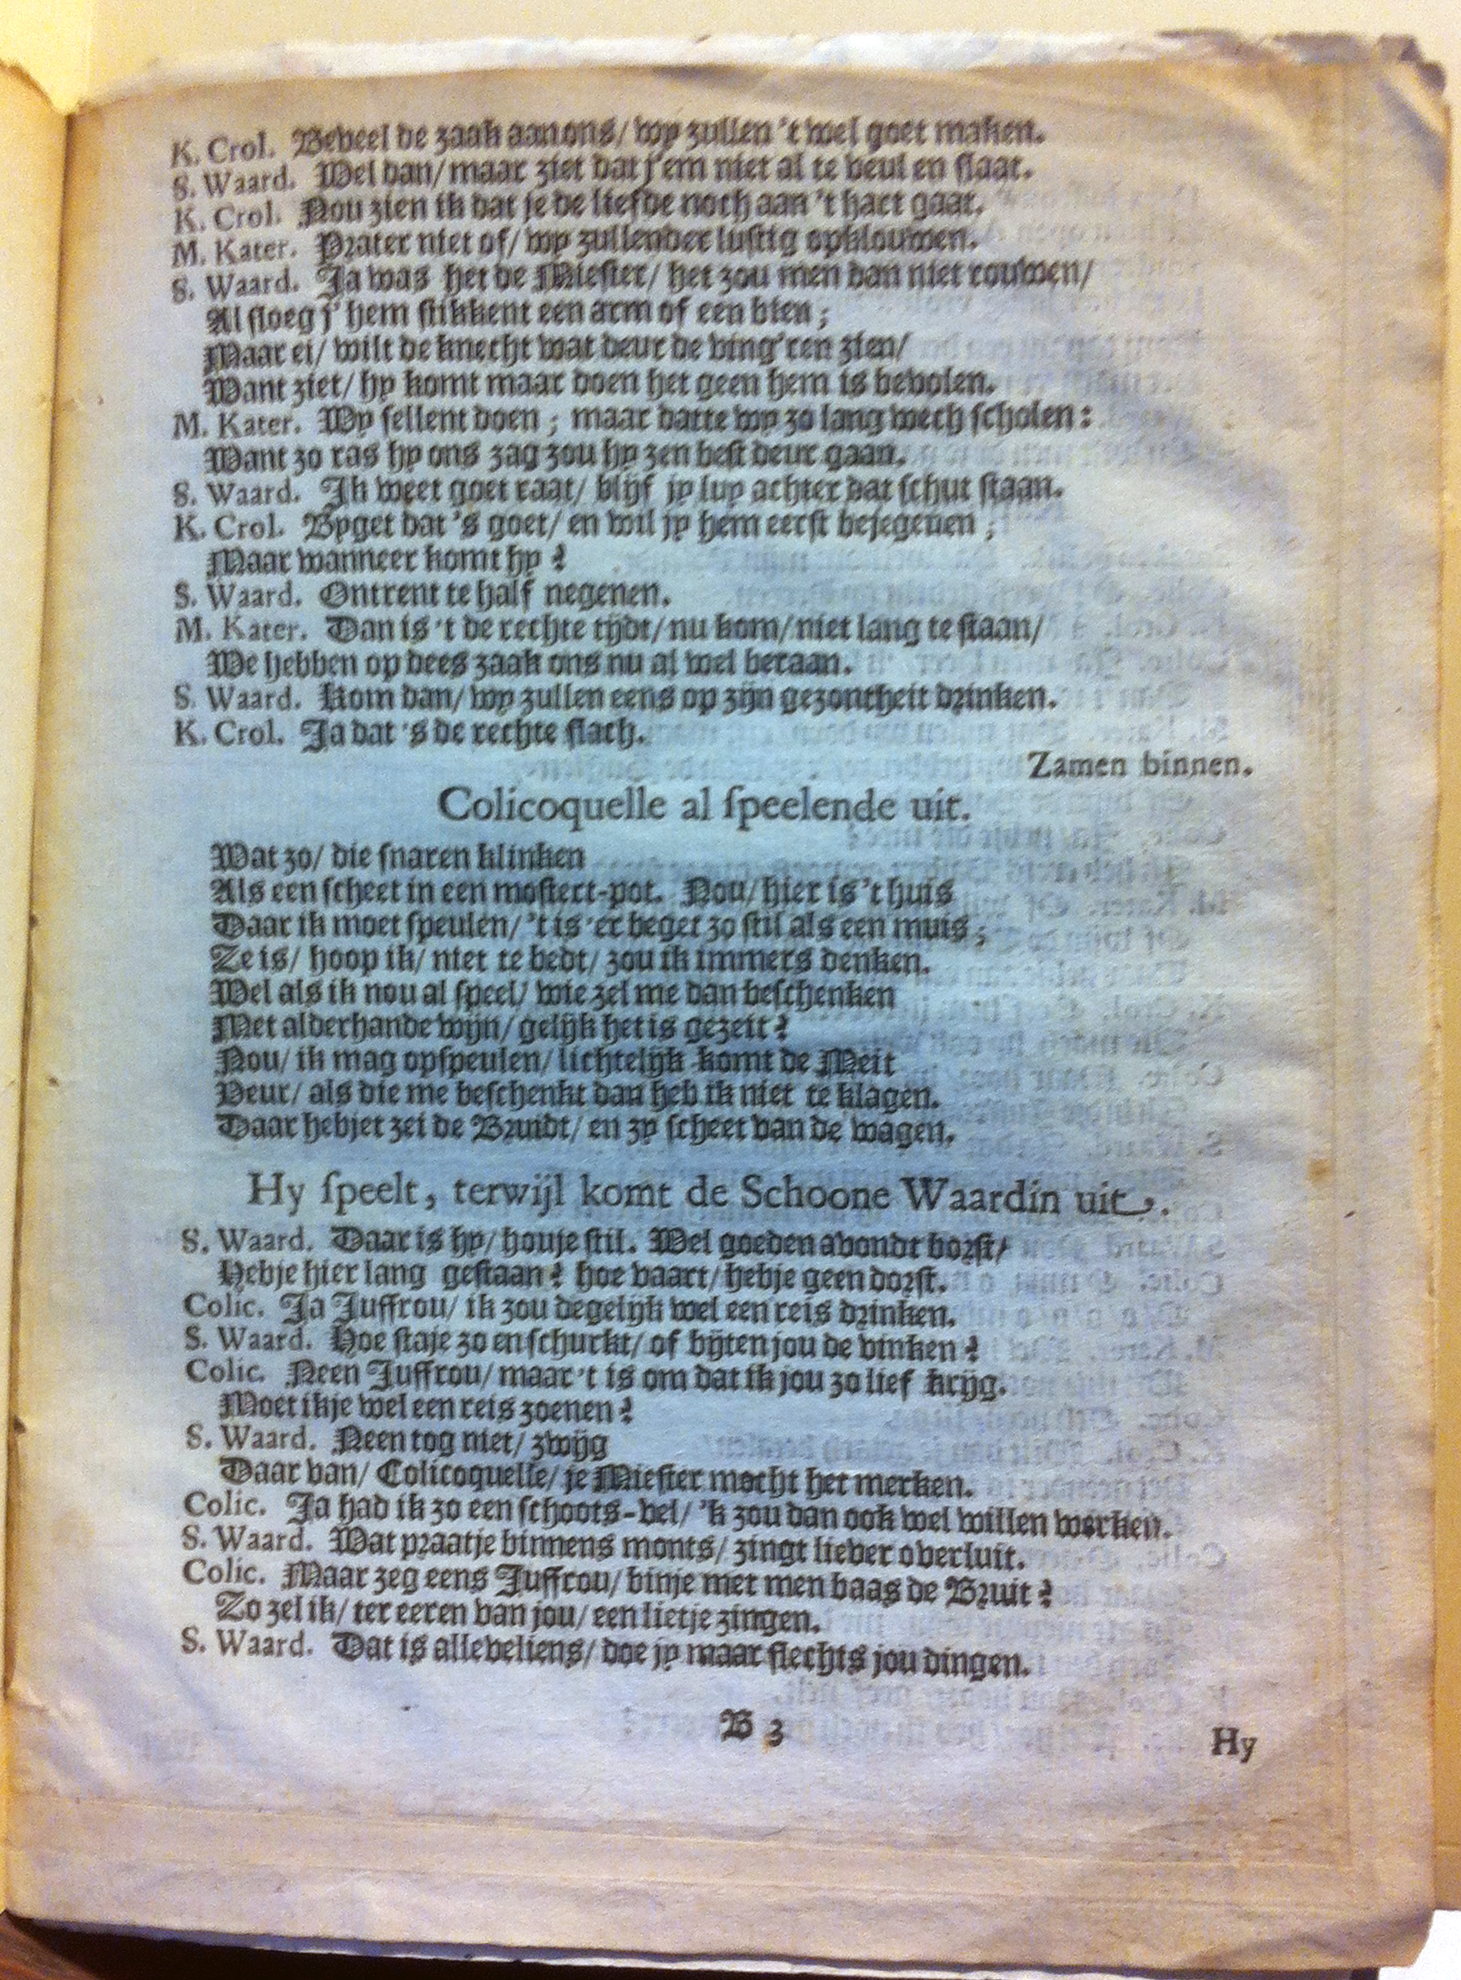 K. Crol. Beveel de zaak aan ons/ wy zullen 't wel goet maken.
S. Waard. Wel dan/ maar ziet dat j'em niet al te veul en slaat.
K. Crol. Nou zien ik dat je de liefde noch aan 't hart gaat.
M. Kater. Prater niet of/ wy zullender lustig opklouwen.
S. Waard. Ja was het de Miester/ het zou men dan niet rouwen/
Al sloeg j' hem stikkent een arm of een bien;
Maar ei/ wilt de knecht wat deur de ving'ren zien/
Want ziet/ hy komt maar doen het geen hem is bevolen.
M. Kater. Wy sellent doen; maar datte wy zo lang wech scholen:
Want zo ras hy ons zag zou hy zen best deur gaan.
S. Waard. Ik weet goet raat/ blijf jy luy achter dat schut staan.
K. Crol. Byget dat 's goet/ en wil jy hem eerst bejegenen;
Maar wanneer komt hy?
S. Waard. Ontrent te half negenen.
M. Kater. Dan is 't de rechte tijdt/ nu kom/ niet lang te staan/
We hebben op dees zaak ons nu al wel beraan.
S. Waard. Kom dan/ wy zullen eens op zijn gezontheit drinken.
K. Crol. Ja dat 's de rechte slach.
Zamen binnen.
Colicoquelle al speelende uit.
Wat zo/ die snaren klinken
Als een scheet in een mostert-pot. Nou/ hier is 't huis
Daar ik moet speulen/ 't is 'er beget zo stil als een muis;
Ze is/ hoop ik/ niet te bedt/ zou ik immers denken.
Wel als ik nou al speel/ wie zel me dan beschenken
Met alderhande wijn/ gelijk het is gezeit?
Nou/ ik mag opspeulen/ lichtelijk komt de Meit
Veur/ als die me beschenkt dan heb ik niet te klagen.
Daar hebjet zei de Bruidt/ en zy scheet van de wagen.
Hy speelt, terwijl komt de Schoone Waardin uit.
S. Waard. Daar is hy/ houje stil. Wel goeden avondt borst/
Hebje hier lang gestaan? hoe vaart/ hebje geen dorst.
Colic. Ja Juffrou/ ik zou degelijk wel een reis drinken.
S. Waard. Hoe staje zo en schurkt/ of bijten jou de vinken?
Colic. Neen Juffrou/ maar 't is om dat ik jou zo lief krijg.
Moet ikje wel een reis zoenen?
S. Waard. Neen tog niet/ zwijg
Daar van/ Colicoquelle/ je Miester mocht het merken.
Colic. Ja had ik zo een schoots-vel/ 'k zou dan ook wel willen werken.
S. Waard. Wat praatje binnens monts/ zingt liever overluit.
Colic. Maar zeg eens Juffrou/ binje met men baas de Bruit?
Zo zel ik/ ter eeren van jou/ een lietje zingen.
S. Waard. Dat is alleveliens/ doe jy maar slechts jou dingen.
B 3
Hy